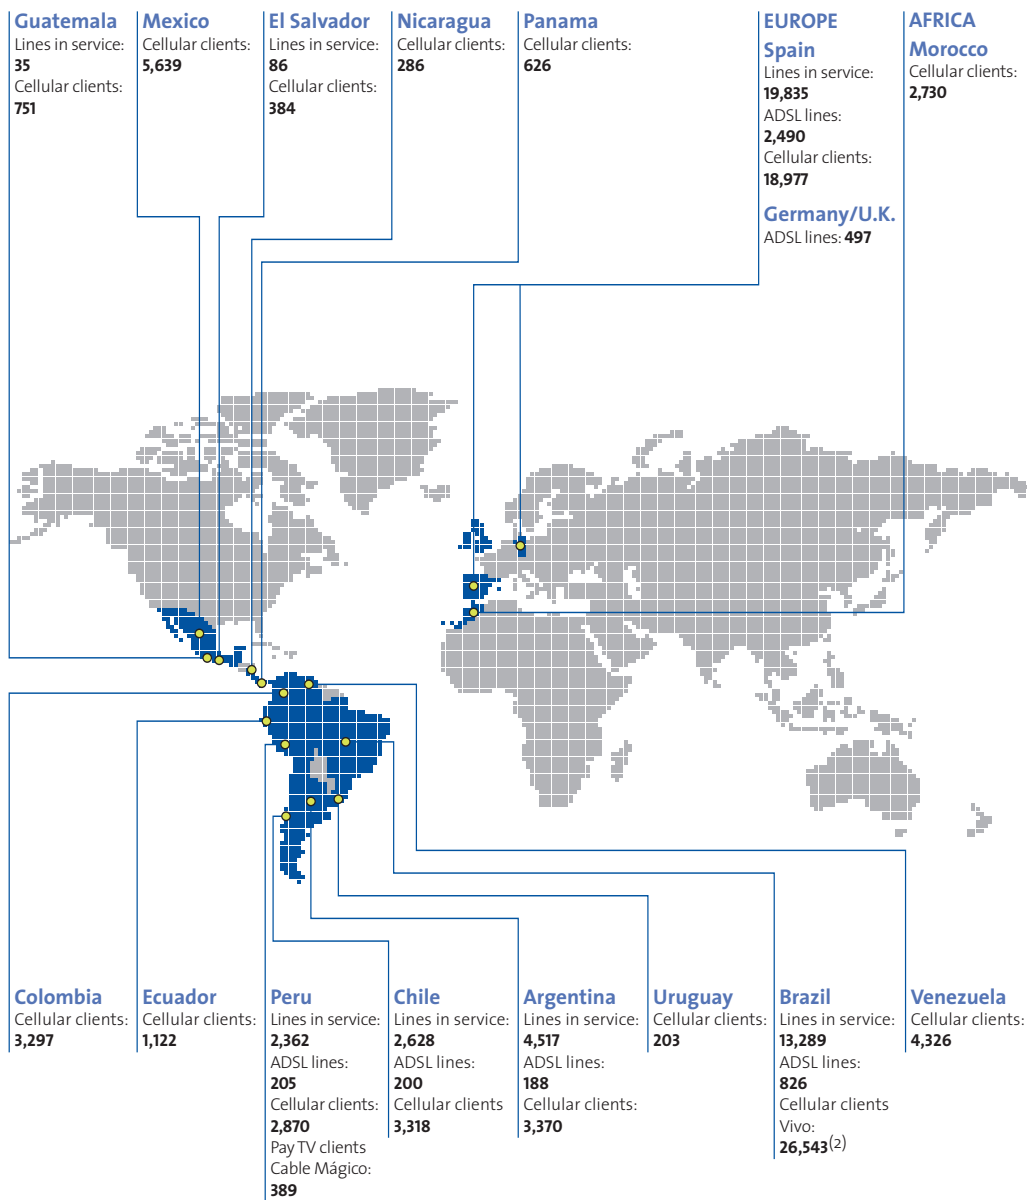 Guatemala
Lines in service:
35
Cellular clients:
751
Mexico
Cellular clients:
5,639
El Salvador
Lines in service:
86
Cellular clients:
384
Nicaragua
Cellular clients:
286
Panama
Cellular clients:
626
EUROPE
Spain
Lines in service:
19,835
ADSL lines:
2,490
Cellular clients:
18,977
Germany/U.K.
ADSL lines: 497
AFRICA
Morocco
Cellular clients:
2,730
Colombia
Cellular clients:
3,297
Ecuador
Cellular clients:
1,122
Peru
Lines in service:
2,362
ADSL lines:
205
Cellular clients:
2,870
Pay TV clients
Cable Mágico:
389
Chile
Lines in service:
2,628
ADSL lines:
200
Cellular clients
3,318
Argentina
Lines in service:
4,517
ADSL lines:
188
Cellular clients:
3,370
Uruguay
Cellular clients:
203
Brazil
Lines in service:
13,289
ADSL lines:
826
Cellular clients
Vivo:
26,543(2)
Venezuela
Cellular clients:
4,326